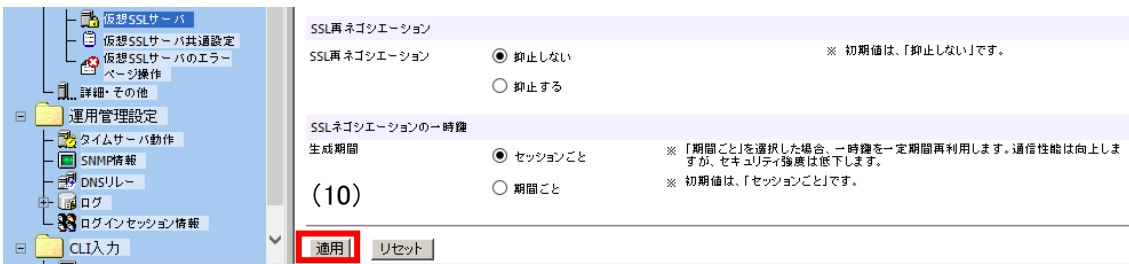 仮想SSLサーバ
仮想SSLサーバ共通設定
仮想SSLサーバのエラー
ページ操作
詳細・その他
運用管理設定
タイムサーバ動作
SNMP情報
DNSリレー
ログ
ログインセッション情報
CLI入力
SSL再ネゴシエーション
SSL再ネゴシエーション
抑止しない
※ 初期値は、「抑止しない」です。
抑止する
SSLネゴシエーションの一時鍵
生成期間
セッションごと
※ 「期間ごと」を選択した場合、一時鍵を一定期間再利用します。通信性能は向上しま
すが、セキュリティ強度は低下します。
期間ごと
※ 初期値は、「セッションごと」です。
(10)
適用
リセット